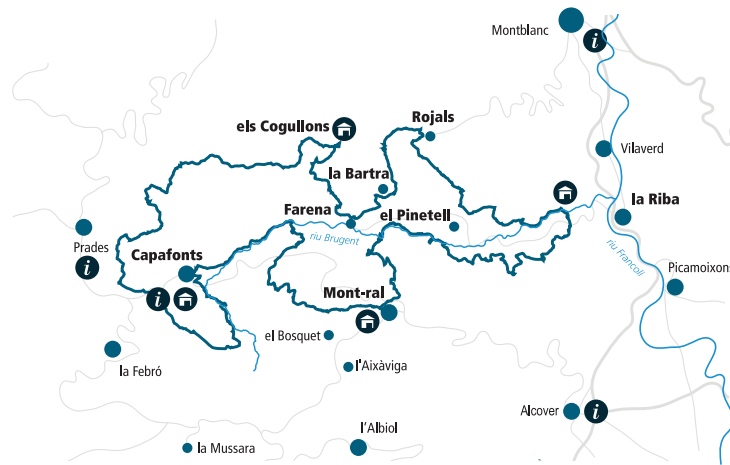 Montblanc
i
els Cogullons
Rojals
Vilaverd
la Bartra
Farena
el Pinetell
la Riba
riu Brugent
Prades
i
Capafonts
riu Francolí
Picamoixons
i
Mont-ral
el Bosquet
la Febró
l'Aixàviga
Alcover
i
l'Albiol
la Mussara